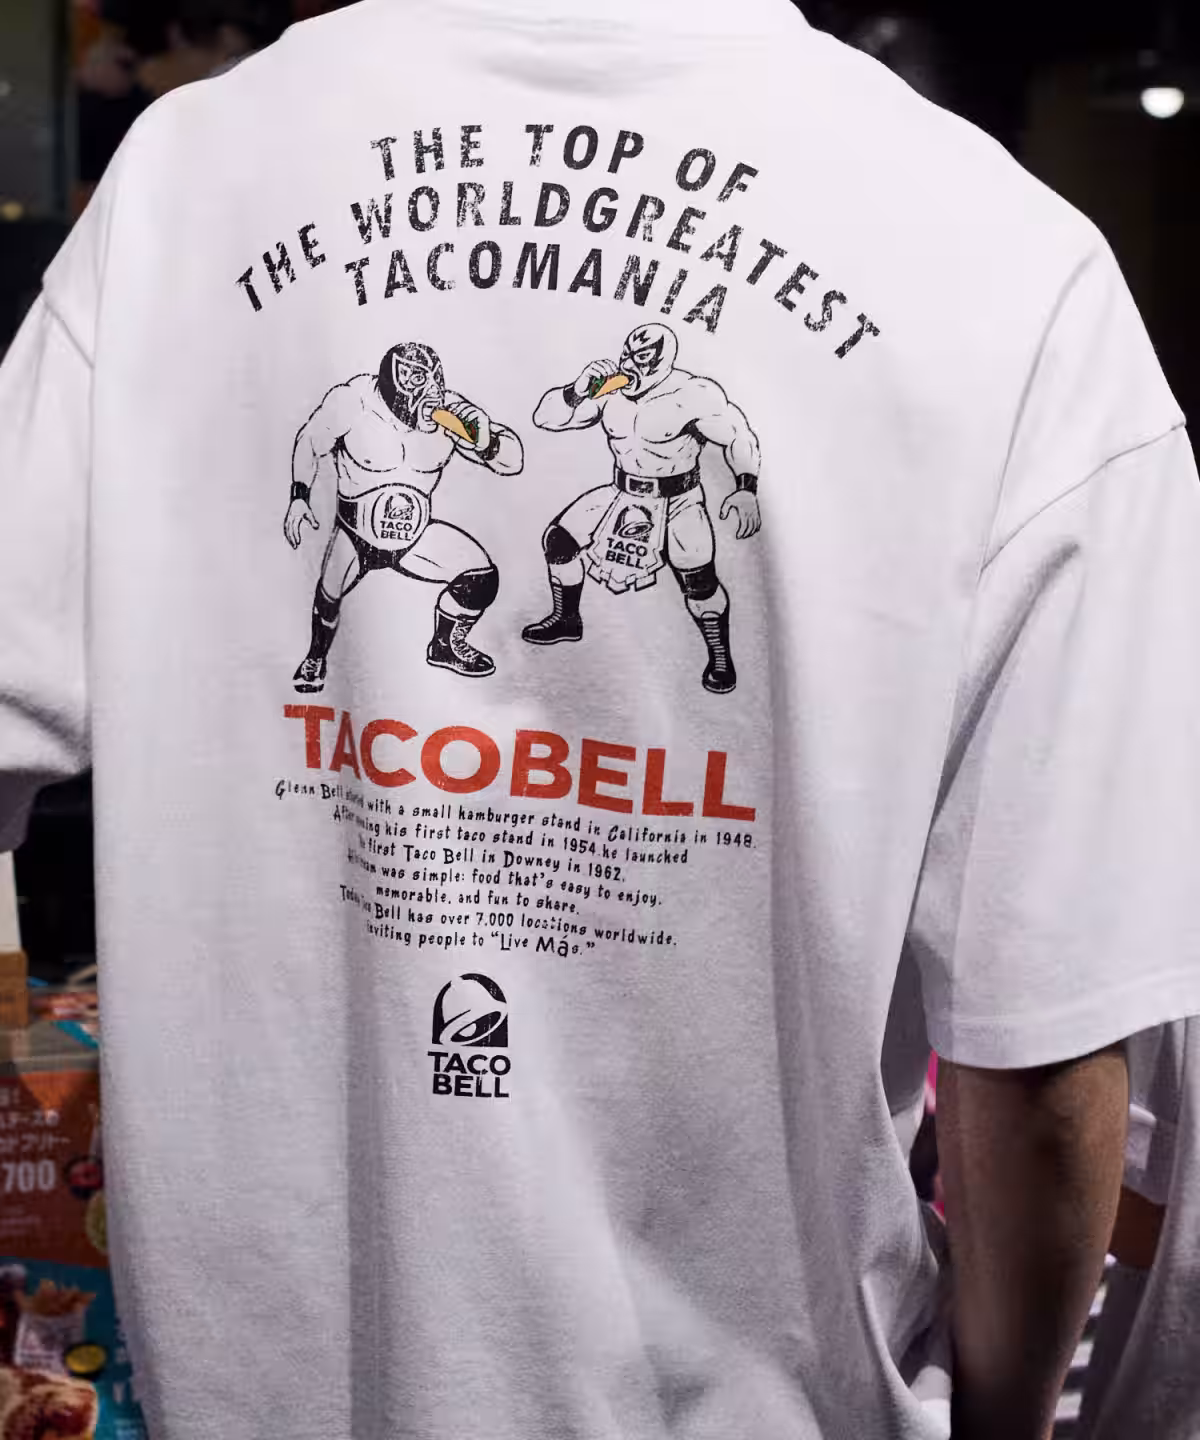 THE TOP OF
THE WORLDGREATEST
TACOMANIA
TACO
BELL
TACO
BELL
TACOBELL
Glenn Bell started with a small hamburger stand in California in 1948.
After opening his first taco stand in 1954, he launched
first Taco Bell in Downey in 1962.
was simple: food that's easy to enjoy,
memorable, and fun to share.
Today, Bell has over 7,000 locations worldwide,
inviting people to "Live Más."
TACO
BELL
700